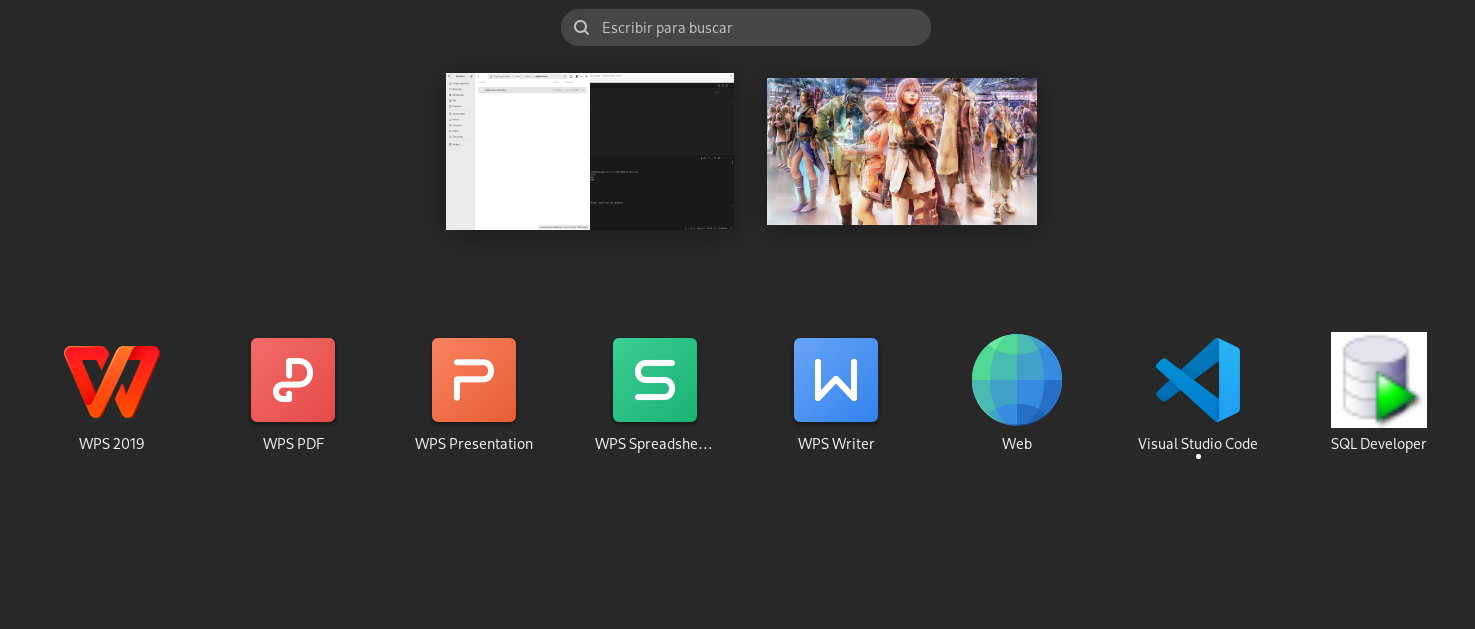 Escribir para buscar
WPS 2019
WPS PDF
WPS Presentation
WPS Spreadshe…
WPS Writer
Web
Visual Studio Code
SQL Developer